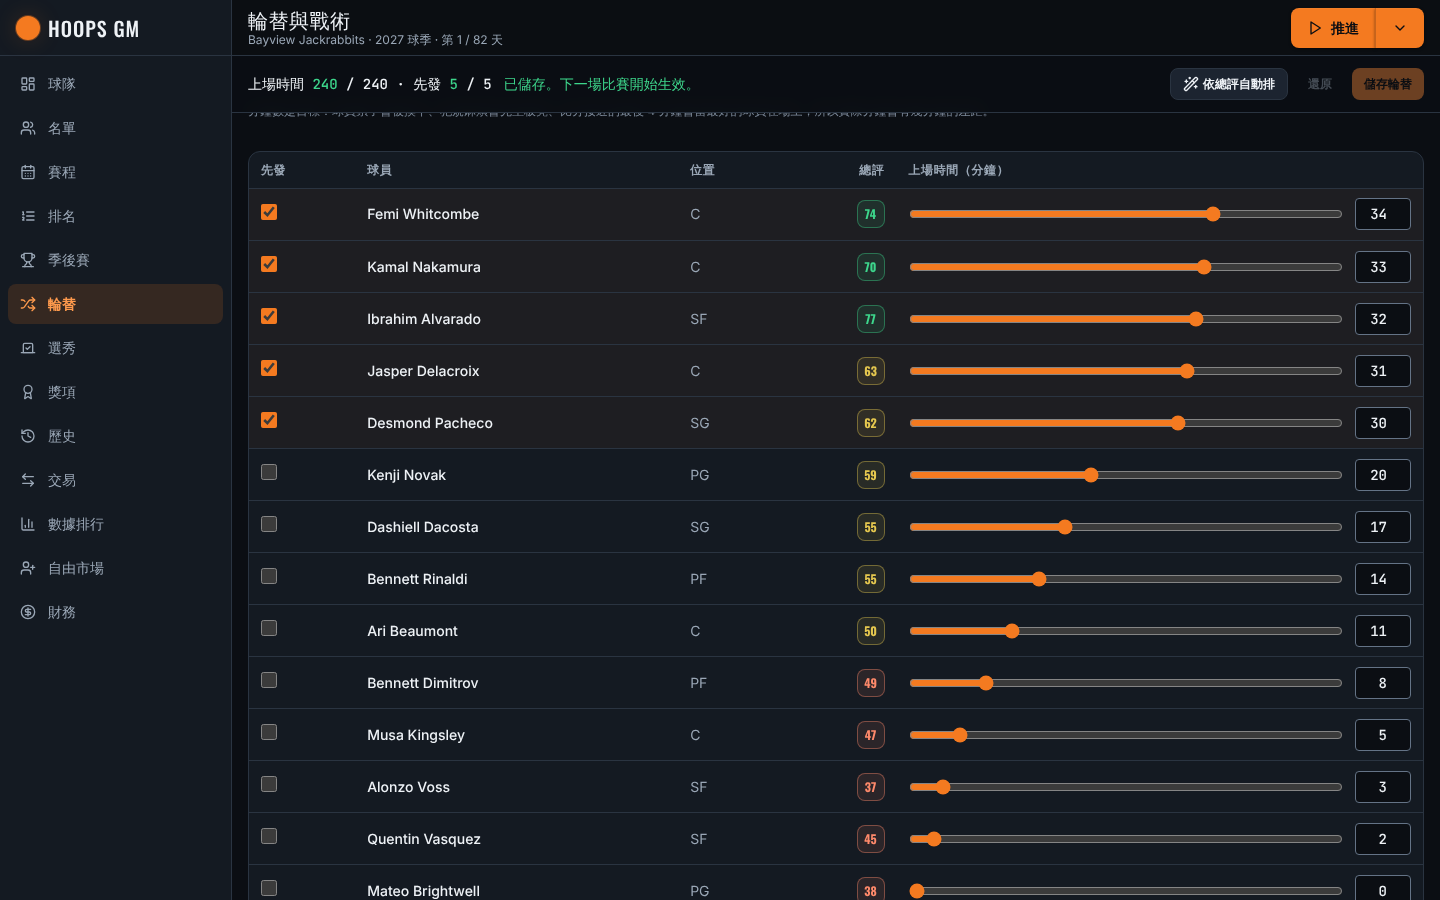 HOOPS GM
球隊
名單
賽程
排名
季後賽
輪替
選秀
獎項
歷史
交易
數據排行
自由市場
財務
輪替與戰術
Bayview Jackrabbits · 2027 球季 · 第 1 / 82 天
推進
上場時間 240 / 240 · 先發 5 / 5 已儲存。下一場比賽開始生效。
依總評自動排
還原
儲存輪替
先發 球員 位置 總評 上場時間（分鐘）
Femi Whitcombe C 74 34
Kamal Nakamura C 70 33
Ibrahim Alvarado SF 77 32
Jasper Delacroix C 63 31
Desmond Pacheco SG 62 30
Kenji Novak PG 59 20
Dashiell Dacosta SG 55 17
Bennett Rinaldi PF 55 14
Ari Beaumont C 50 11
Bennett Dimitrov PF 49 8
Musa Kingsley C 47 5
Alonzo Voss SF 37 3
Quentin Vasquez SF 45 2
Mateo Brightwell PG 38 0